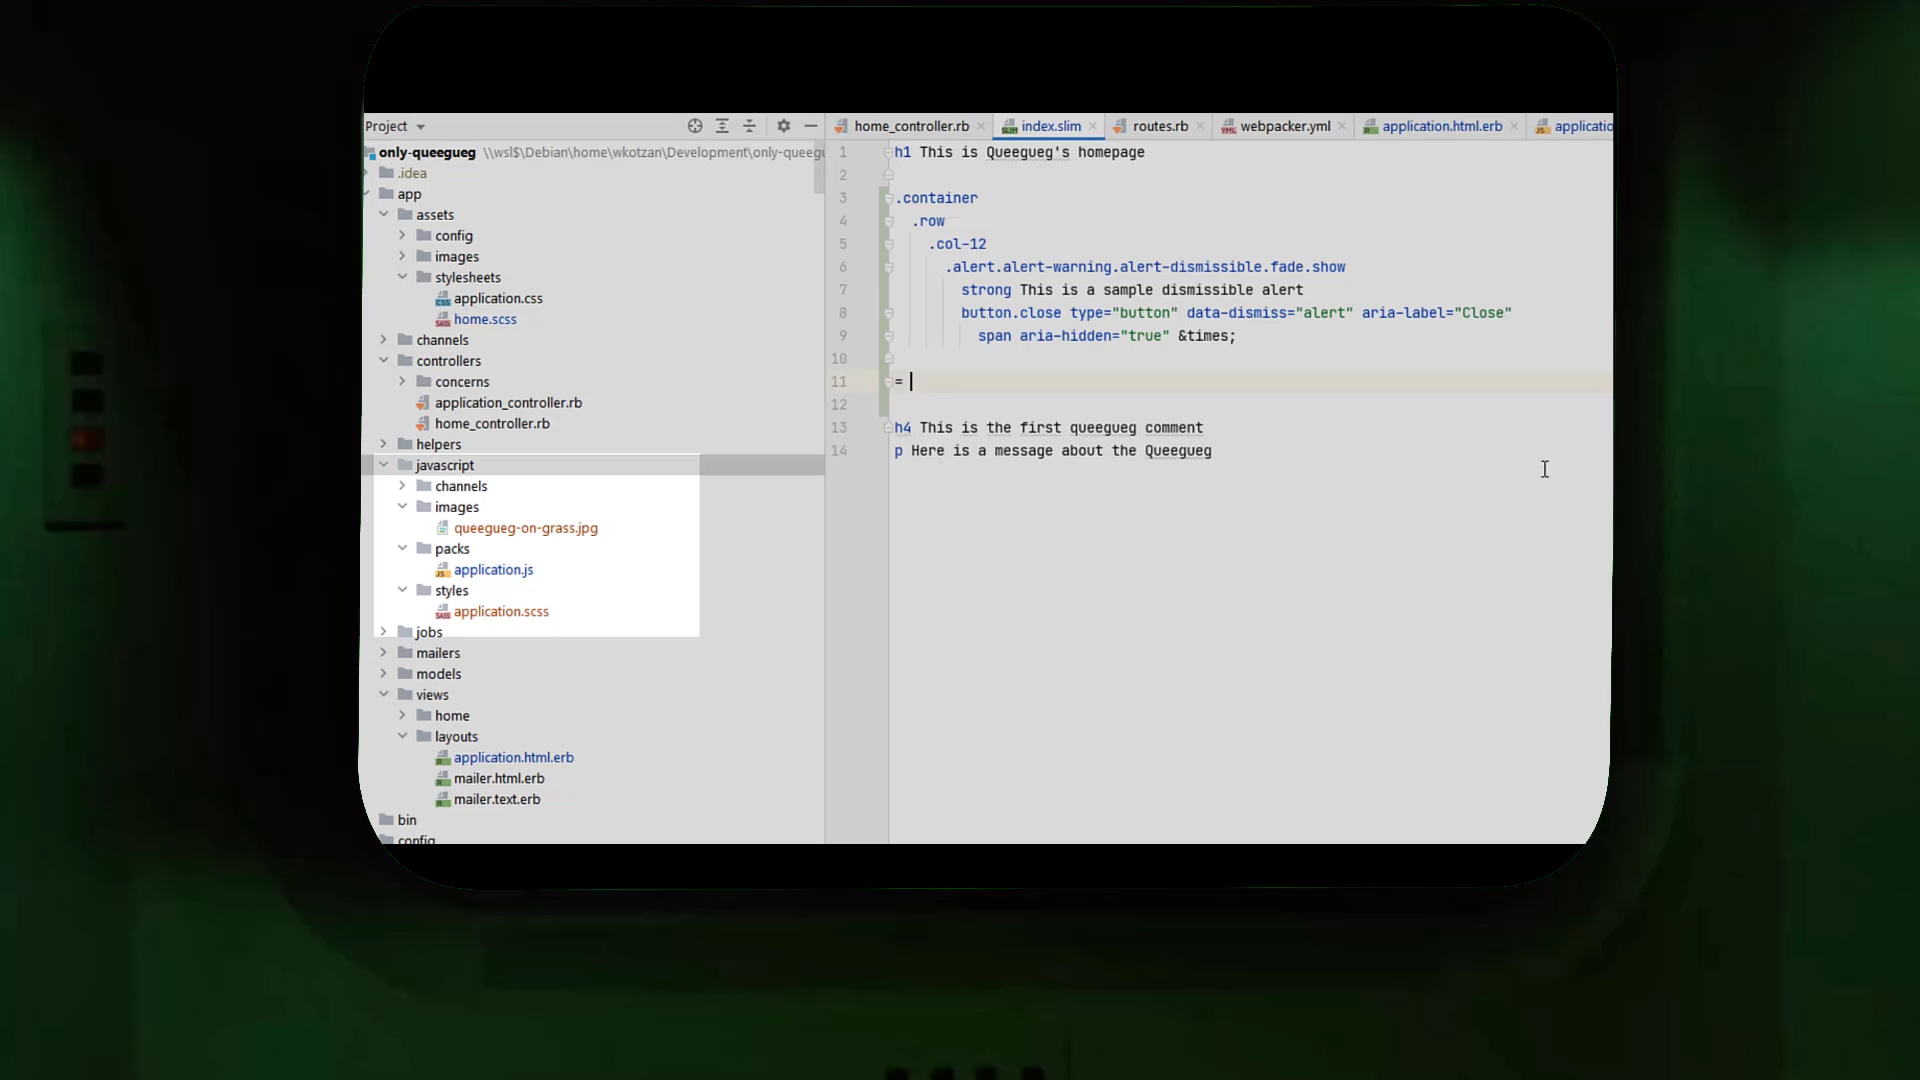 Project
home_controller.rb
index.slim
routes.rb
webpacker.yml
application.html.erb
applicatio
only-queegueg \\wsl$\Debian\home\wkotzan\Development\only-queegu
.idea
app
assets
config
images
stylesheets
application.css
home.scss
channels
controllers
concerns
application_controller.rb
home_controller.rb
helpers
javascript
channels
images
queegueg-on-grass.jpg
packs
application.js
styles
application.scss
jobs
mailers
models
views
home
layouts
application.html.erb
mailer.html.erb
mailer.text.erb
bin
config
1 h1 This is Queegueg's homepage
2
3 .container
4 .row
5 .col-12
6 .alert.alert-warning.alert-dismissible.fade.show
7 strong This is a sample dismissible alert
8 button.close type="button" data-dismiss="alert" aria-label="Close"
9 span aria-hidden="true" &times;
10
11 =
12
13 h4 This is the first queegueg comment
14 p Here is a message about the Queegueg